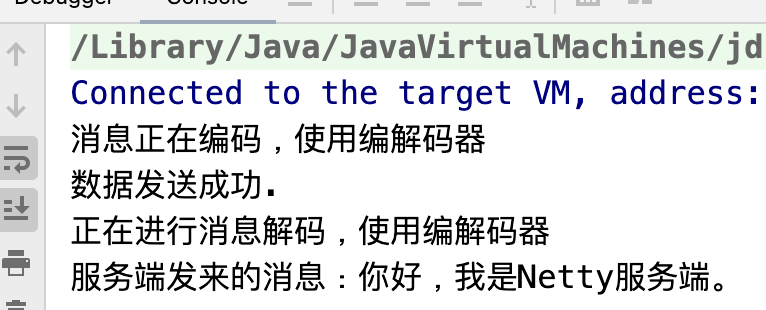 Debugger Console
/Library/Java/JavaVirtualMachines/jd
Connected to the target VM, address:
消息正在编码，使用编解码器
数据发送成功.
正在进行消息解码，使用编解码器
服务端发来的消息：你好，我是Netty服务端。